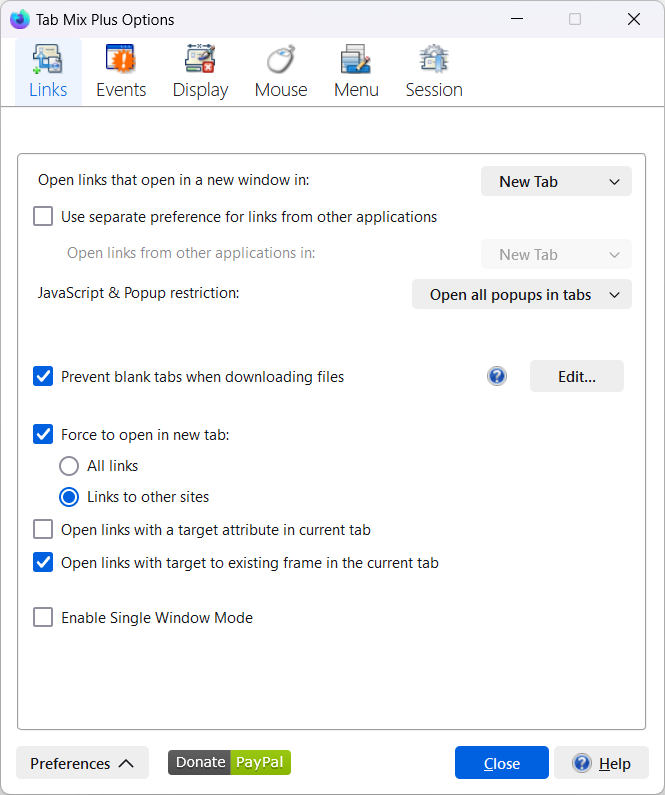 Tab Mix Plus Options
Links Events Display Mouse Menu Session
Open links that open in a new window in: New Tab
Use separate preference for links from other applications
Open links from other applications in: New Tab
JavaScript & Popup restriction: Open all popups in tabs
Prevent blank tabs when downloading files Edit...
Force to open in new tab:
All links
Links to other sites
Open links with a target attribute in current tab
Open links with target to existing frame in the current tab
Enable Single Window Mode
Preferences Donate PayPal Close Help